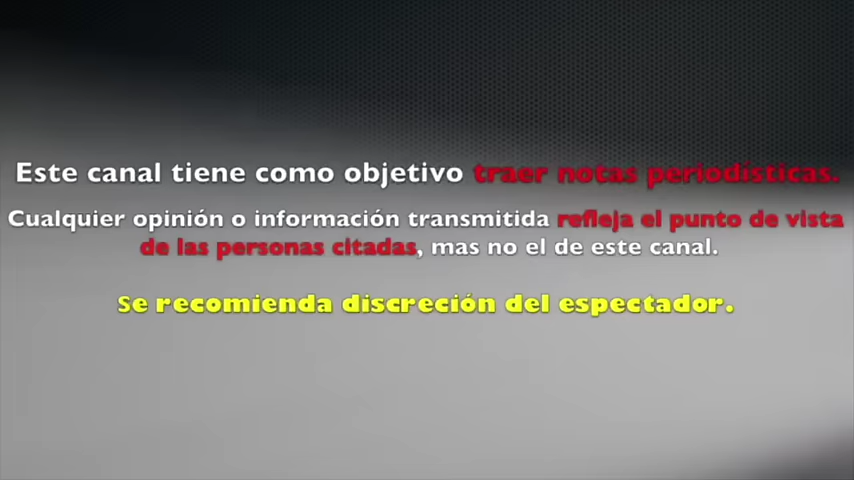 Este canal tiene como objetivo traer notas periodísticas.
Cualquier opinión o información transmitida refleja el punto de vista
de las personas citadas, mas no el de este canal.
Se recomienda discreción del espectador.